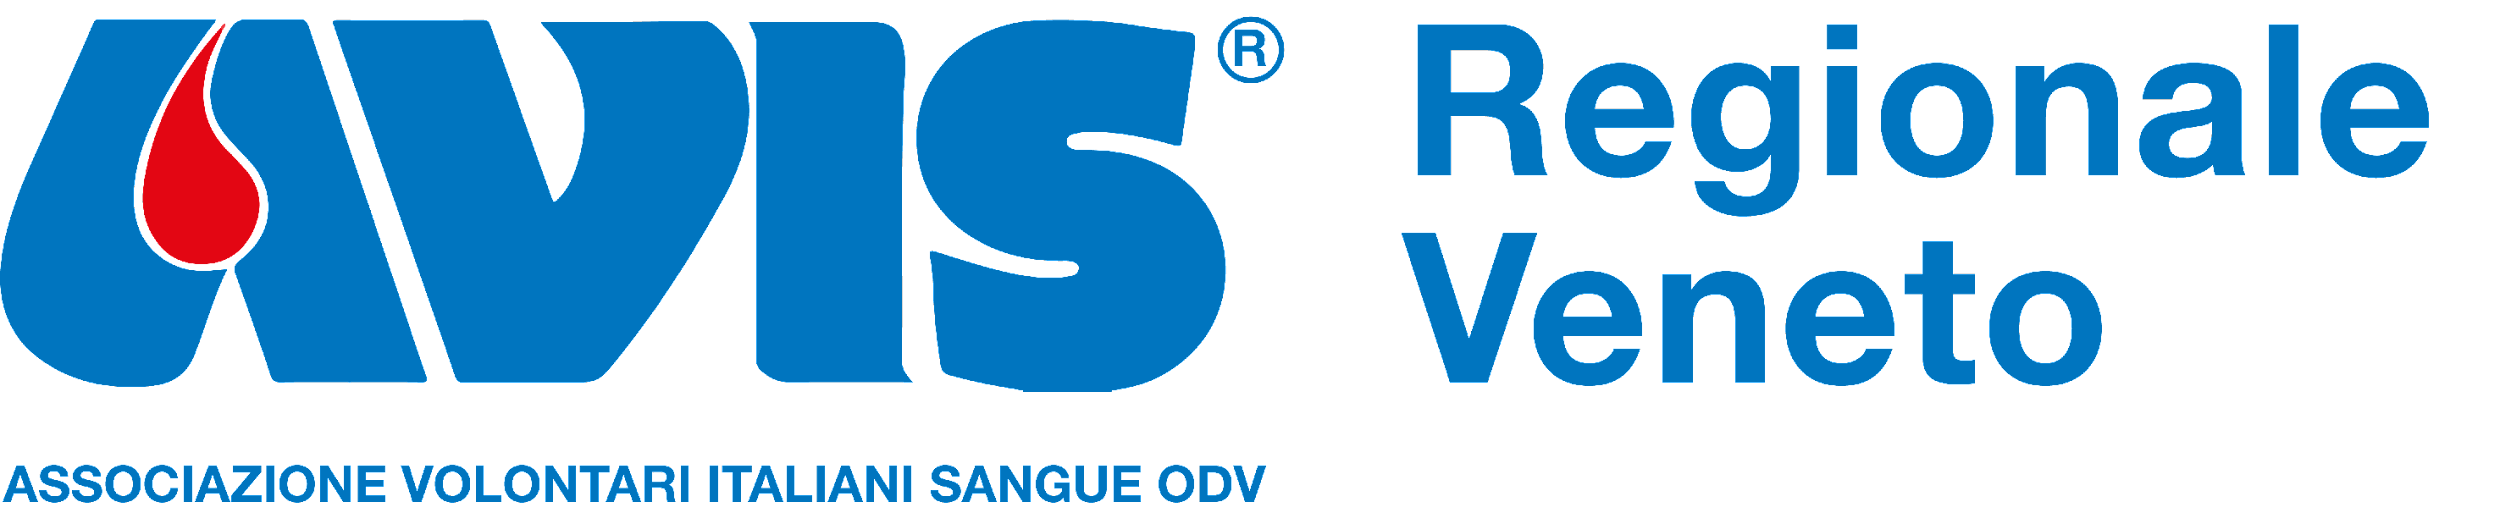 AVIS®
Regionale
Veneto
ASSOCIAZIONE VOLONTARI ITALIANI SANGUE ODV